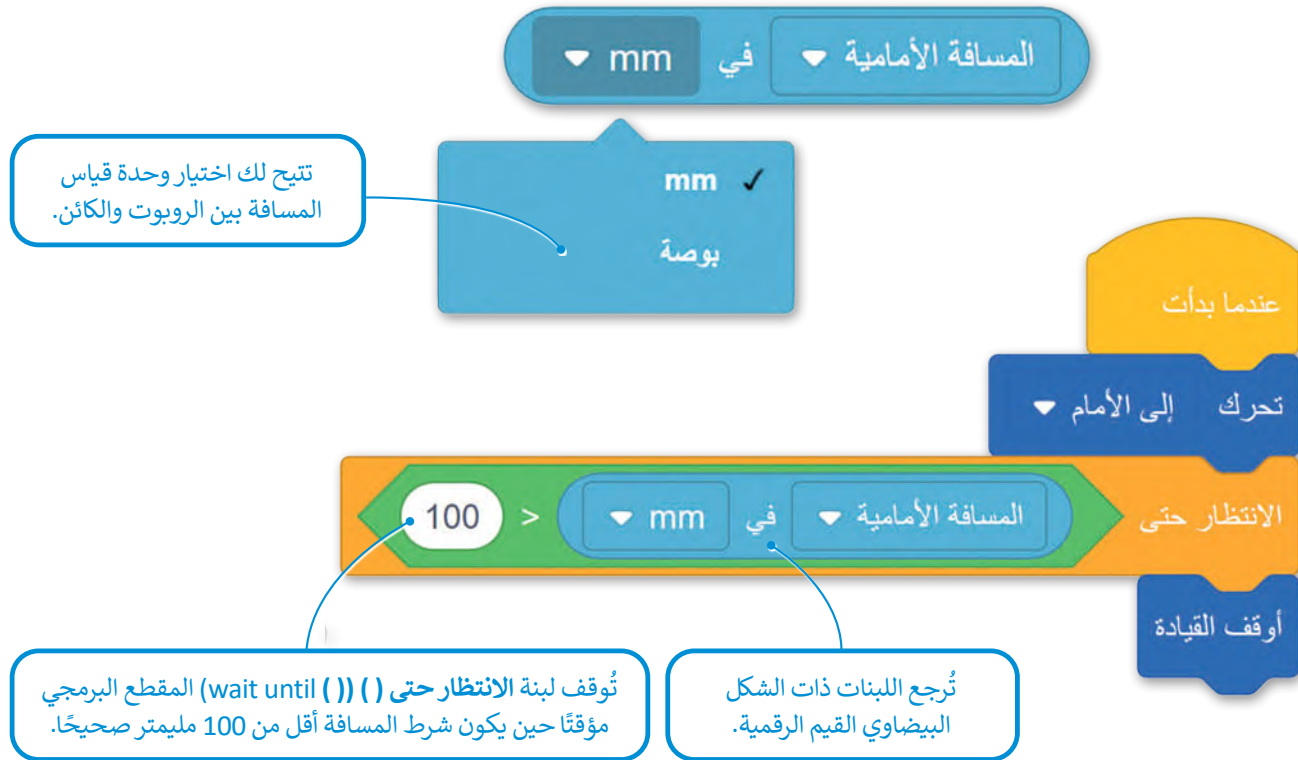 المسافة الأمامية في mm
تتيح لك اختيار وحدة قياس
المسافة بين الروبوت والكائن.
mm ✓
بوصة
عندما بدأت
تحرك إلى الأمام
الانتظار حتى المسافة الأمامية في mm > 100
أوقف القيادة
تُرجع اللبنات ذات الشكل
البيضاوي القيم الرقمية.
تُوقف لبنة الانتظار حتى ( ) (wait until ( )) المقطع البرمجي
مؤقتًا حين يكون شرط المسافة أقل من 100 مليمتر صحيحًا.